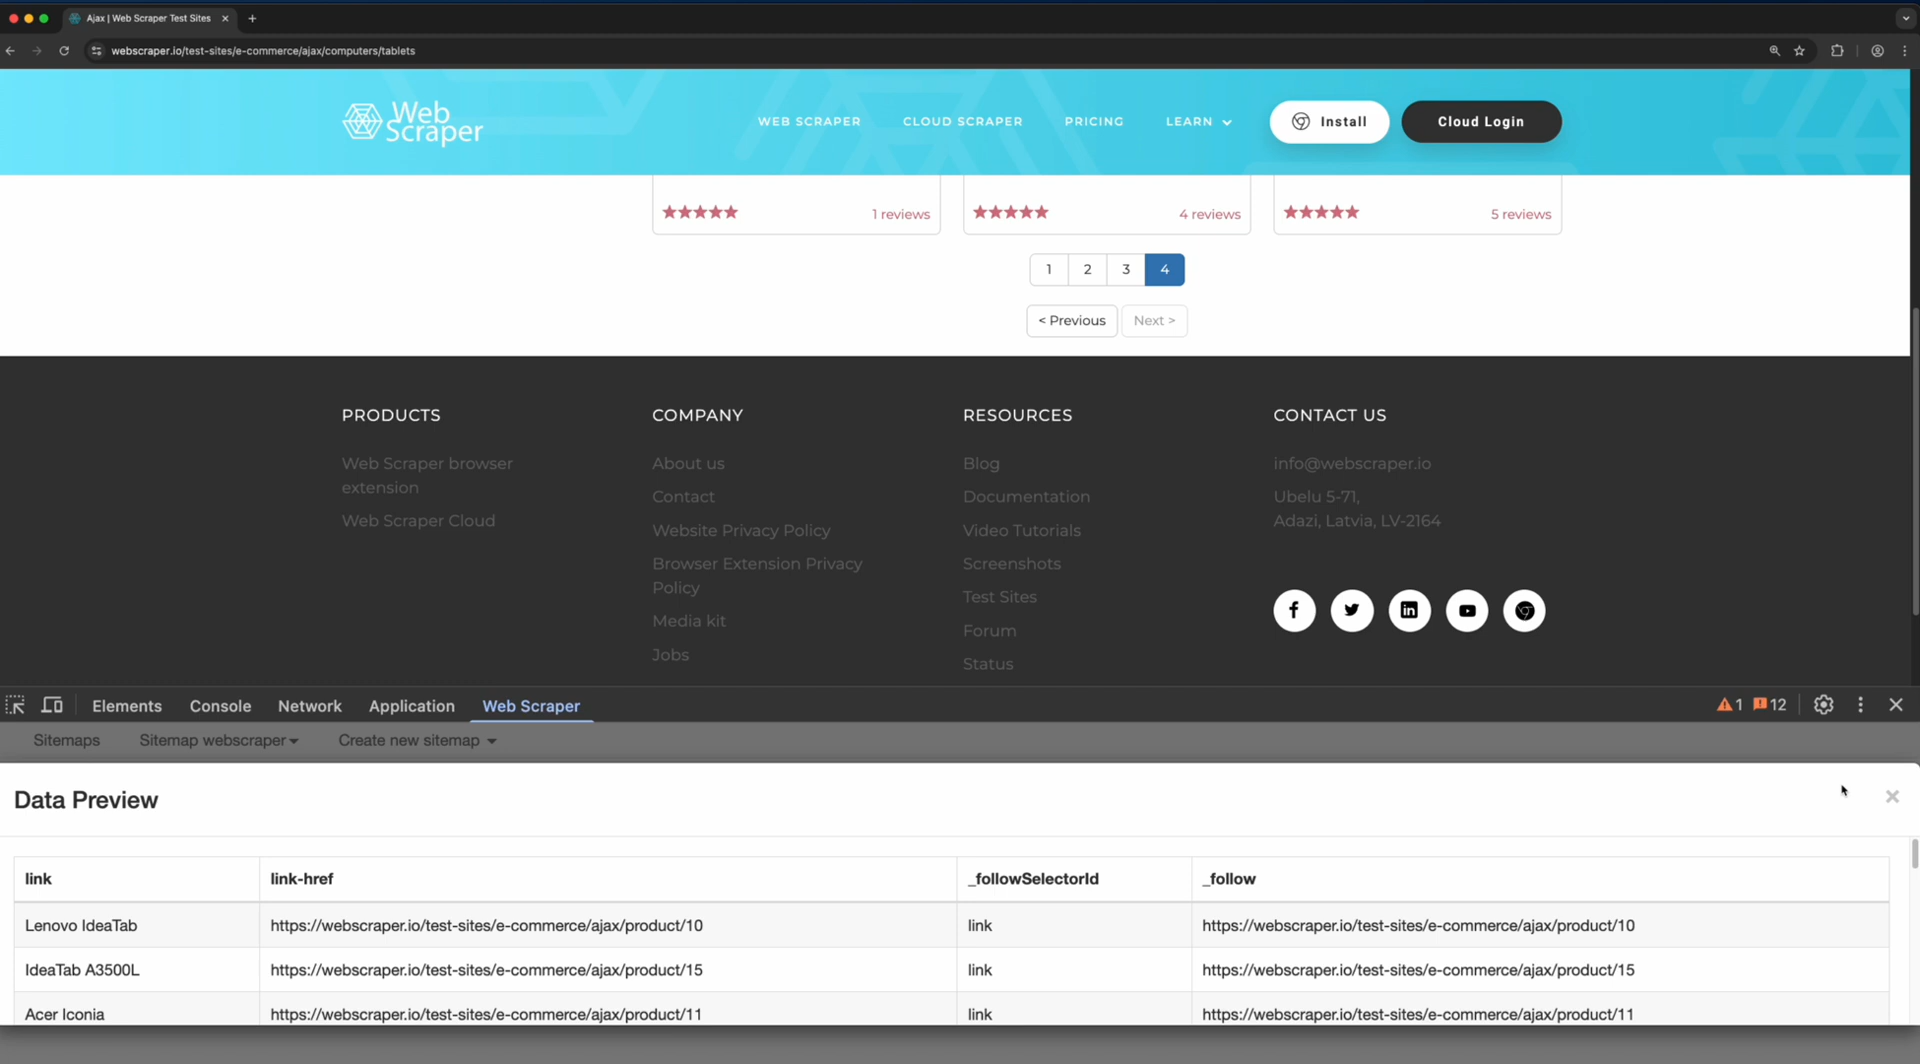 Ajax | Web Scraper Test Sites
webscraper.io/test-sites/e-commerce/ajax/computers/tablets
Web Scraper
WEB SCRAPER CLOUD SCRAPER PRICING LEARN Install Cloud Login
1 reviews 4 reviews 5 reviews
1 2 3 4
< Previous Next >
PRODUCTS
Web Scraper browser
extension
Web Scraper Cloud
COMPANY
About us
Contact
Website Privacy Policy
Browser Extension Privacy
Policy
Media kit
Jobs
RESOURCES
Blog
Documentation
Video Tutorials
Screenshots
Test Sites
Forum
Status
CONTACT US
info@webscraper.io
Ubelu 5-71,
Adazi, Latvia, LV-2164
Elements Console Network Application Web Scraper 1 12
Sitemaps Sitemap webscraper Create new sitemap
Data Preview
link link-href _followSelectorId _follow
Lenovo IdeaTab https://webscraper.io/test-sites/e-commerce/ajax/product/10 link https://webscraper.io/test-sites/e-commerce/ajax/product/10
IdeaTab A3500L https://webscraper.io/test-sites/e-commerce/ajax/product/15 link https://webscraper.io/test-sites/e-commerce/ajax/product/15
Acer Iconia https://webscraper.io/test-sites/e-commerce/ajax/product/11 link https://webscraper.io/test-sites/e-commerce/ajax/product/11